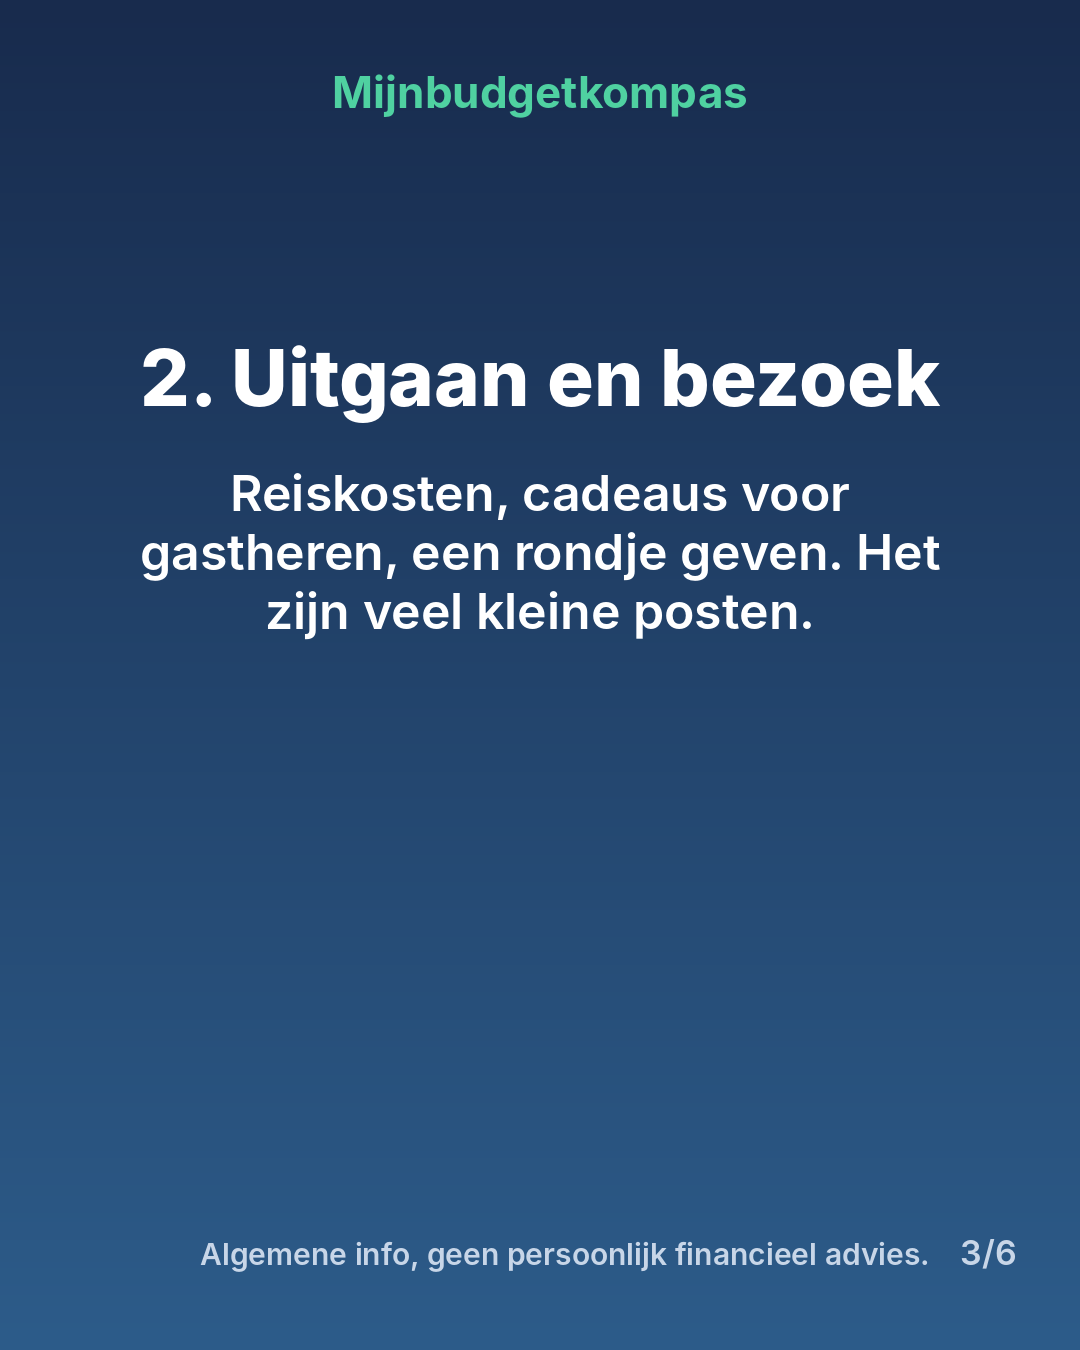 Mijnbudgetkompas
2. Uitgaan en bezoek
Reiskosten, cadeaus voor
gastheren, een rondje geven. Het
zijn veel kleine posten.
Algemene info, geen persoonlijk financieel advies. 3/6